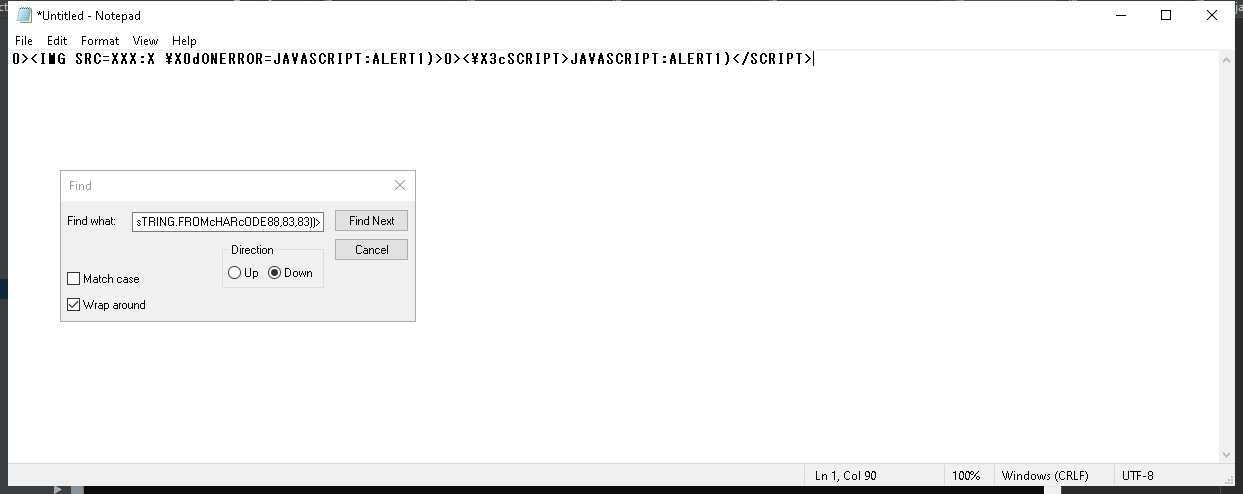 *Untitled - Notepad
File Edit Format View Help
0><IMG SRC=XXX:X ¥X0dONERROR=JAVASCRIPT:ALERT1)>0><¥X3cSCRIPT>JAVASCRIPT:ALERT1)</SCRIPT>
Find
Find what: sTRING.FROMcHARcODE88,83,83))> Find Next
Direction Cancel
Up Down
Match case
Wrap around
Ln 1, Col 90 100% Windows (CRLF) UTF-8